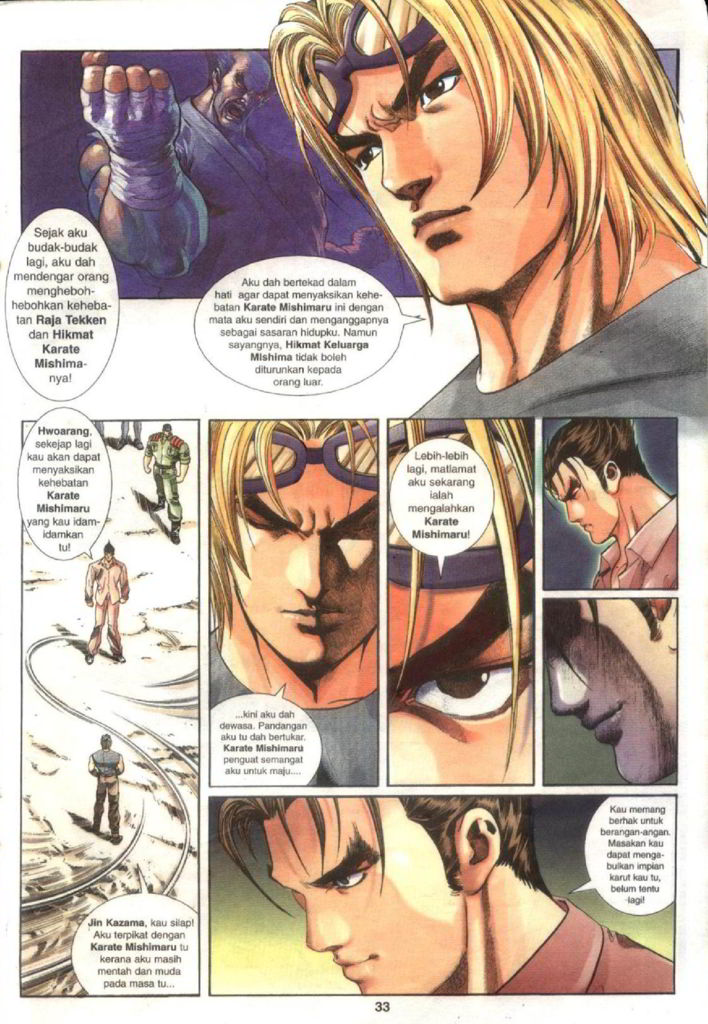 Sejak aku
budak-budak
lagi, aku dah
mendengar orang
mengheboh-
hebohkan keheba-
tan Raja Tekken
dan Hikmat
Karate
Mishima-
nya!
Aku dah bertekad dalam
hati agar dapat menyaksikan kehe-
batan Karate Mishimaru ini dengan
mata aku sendiri dan menganggapnya
sebagai sasaran hidupku. Namun
sayangnya, Hikmat Keluarga
Mishima tidak boleh
diturunkan kepada
orang luar.
Hwoarang,
sekejap lagi
kau akan dapat
menyaksikan
kehebatan
Karate
Mishimaru
yang kau idam-
idamkan
tu!
Jin Kazama, kau silap!
Aku terpikat dengan
Karate Mishimaru tu
kerana aku masih
mentah dan muda
pada masa tu...
...kini aku dah
dewasa. Pandangan
aku tu dah bertukar.
Karate Mishimaru
penguat semangat
aku untuk maju....
Lebih-lebih
lagi, matlamat
aku sekarang
ialah
mengalahkan
Karate
Mishimaru!
Kau memang
berhak untuk
berangan-angan.
Masakan kau
dapat menga-
bulkan impian
karut kau tu,
belum tentu
-lagi!
33